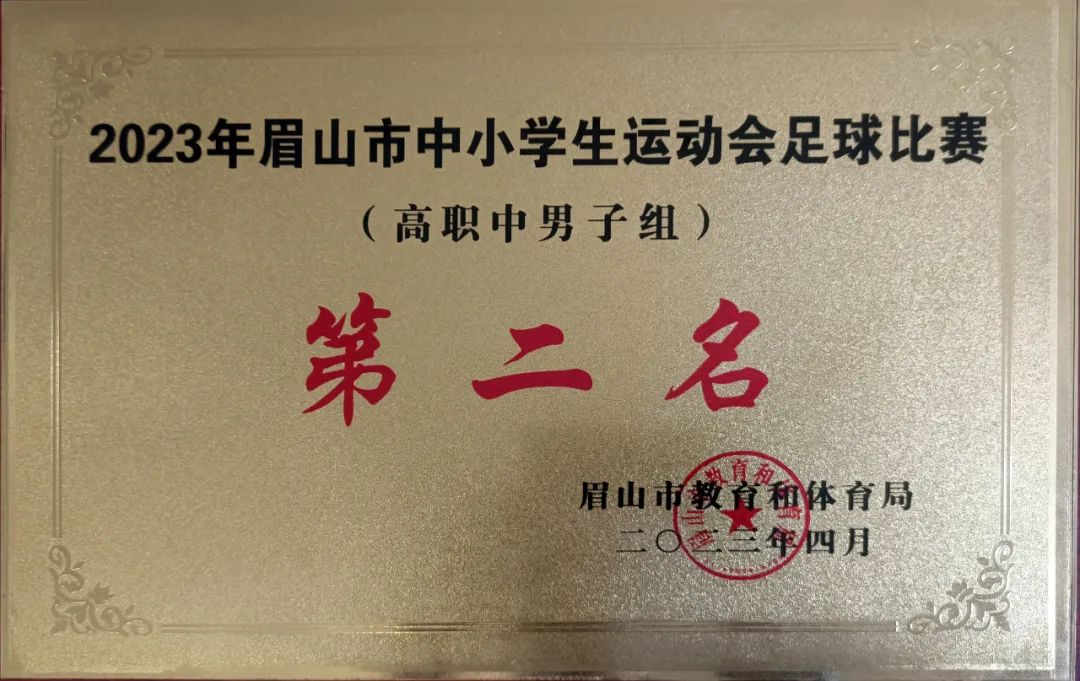 2023年眉山市中小学生运动会足球比赛
（高职中男子组）
第二名
眉山市教育和体育局
二〇二三年四月